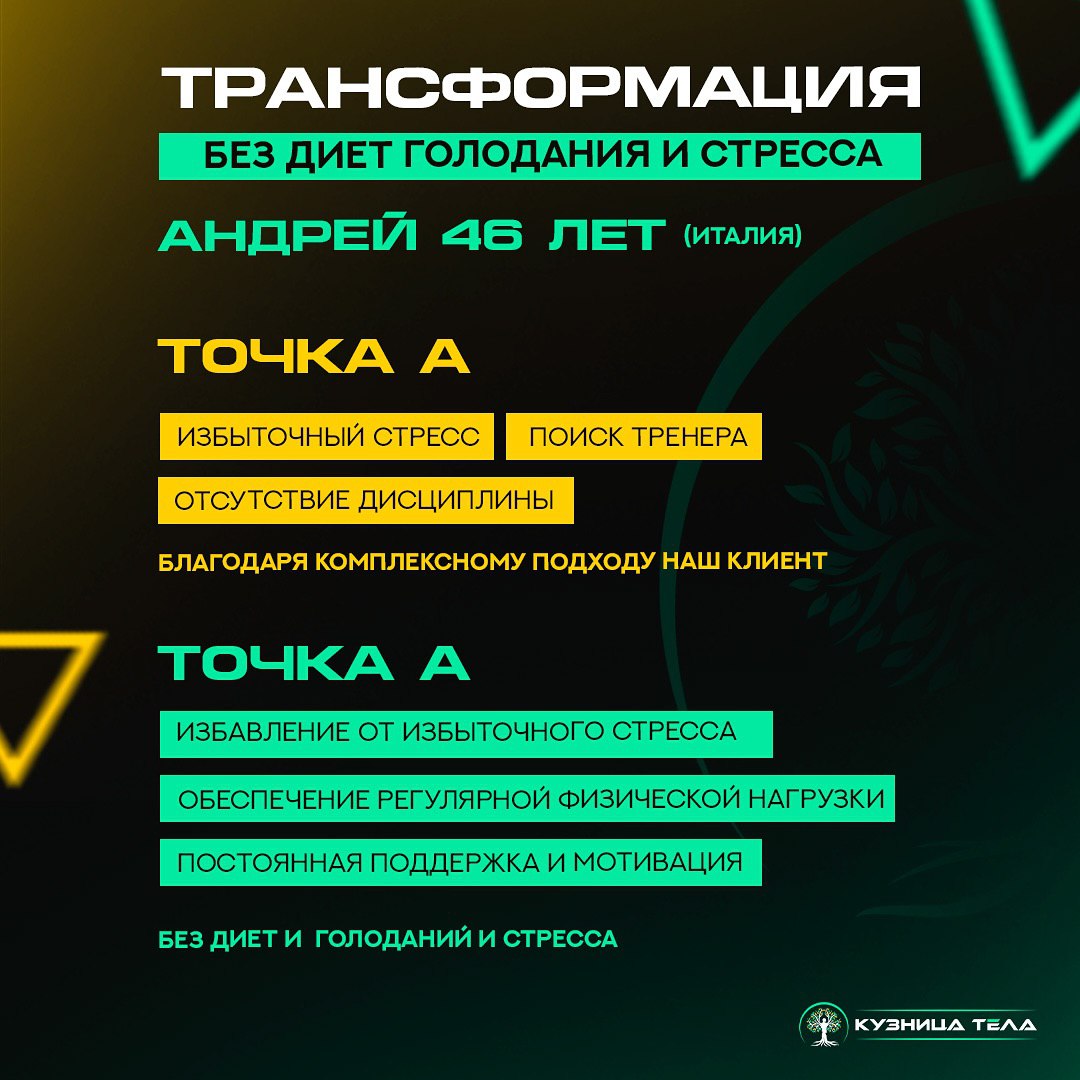 ТРАНСФОРМАЦИЯ
БЕЗ ДИЕТ ГОЛОДАНИЯ И СТРЕССА
АНДРЕЙ 46 ЛЕТ (ИТАЛИЯ)
ТОЧКА А
ИЗБЫТОЧНЫЙ СТРЕСС ПОИСК ТРЕНЕРА
ОТСУТСТВИЕ ДИСЦИПЛИНЫ
БЛАГОДАРЯ КОМПЛЕКСНОМУ ПОДХОДУ НАШ КЛИЕНТ
ТОЧКА А
ИЗБАВЛЕНИЕ ОТ ИЗБЫТОЧНОГО СТРЕССА
ОБЕСПЕЧЕНИЕ РЕГУЛЯРНОЙ ФИЗИЧЕСКОЙ НАГРУЗКИ
ПОСТОЯННАЯ ПОДДЕРЖКА И МОТИВАЦИЯ
БЕЗ ДИЕТ И ГОЛОДАНИЙ И СТРЕССА
КУЗНИЦА ТЕЛА